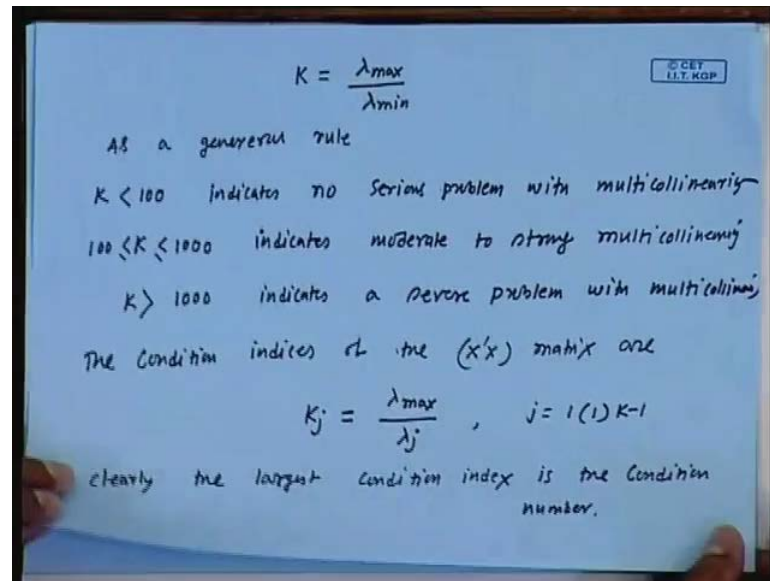 K = λmax / λmin
© CET
I.I.T. KGP
As a genererul rule
K < 100 indicates no serious problem with multicollinearity
100 ≤ K ≤ 1000 indicates moderate to strong multicollinearity
K > 1000 indicates a severe problem with multicollinearity
The Condition indices of the (x'x) matrix are
Kj = λmax / λj , j = 1(1) K-1
clearly the largest condition index is the condition
number.